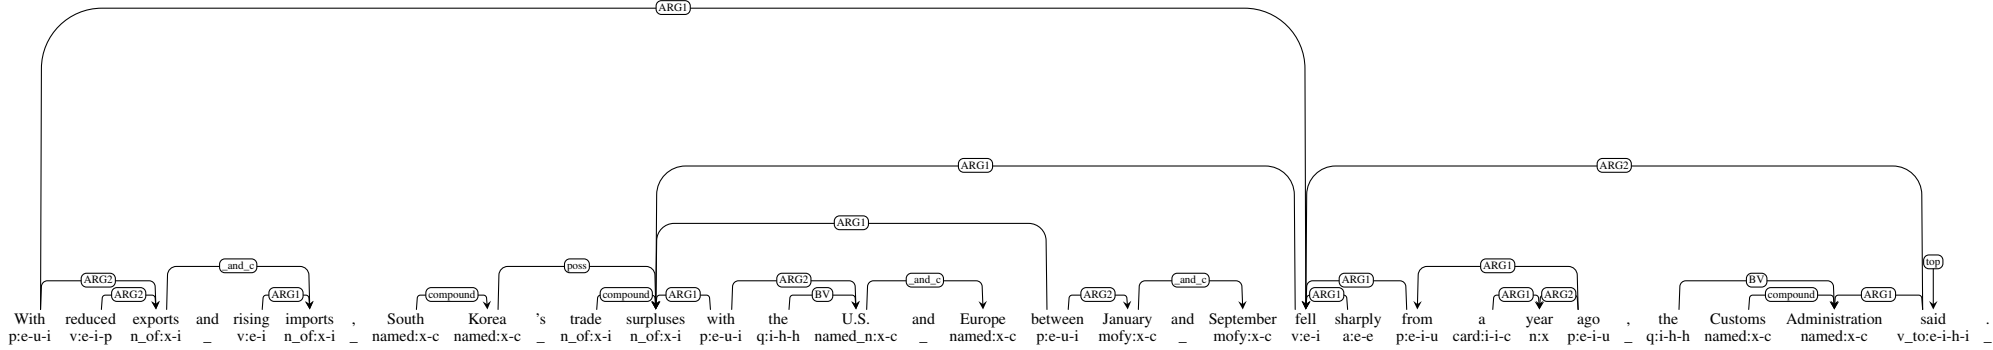 ARG1
ARG1 ARG2
ARG1
_and_c poss ARG1 top
ARG2 ARG2 _and_c _and_c ARG1 BV
ARG2 ARG1 compound compound ARG1 BV ARG2 ARG1 ARG1 ARG2 compound ARG1
With reduced exports and rising imports , South Korea 's trade surpluses with the U.S. and Europe between January and September fell sharply from a year ago , the Customs Administration said .
p:e-u-i v:e-i-p n_of:x-i _ v:e-i n_of:x-i _ named:x-c named:x-c _ n_of:x-i n_of:x-i p:e-u-i q:i-h-h named_n:x-c _ named:x-c p:e-u-i mofy:x-c _ mofy:x-c v:e-i a:e-e p:e-i-u card:i-i-c n:x p:e-i-u _ q:i-h-h named:x-c named:x-c v_to:e-i-h-i _